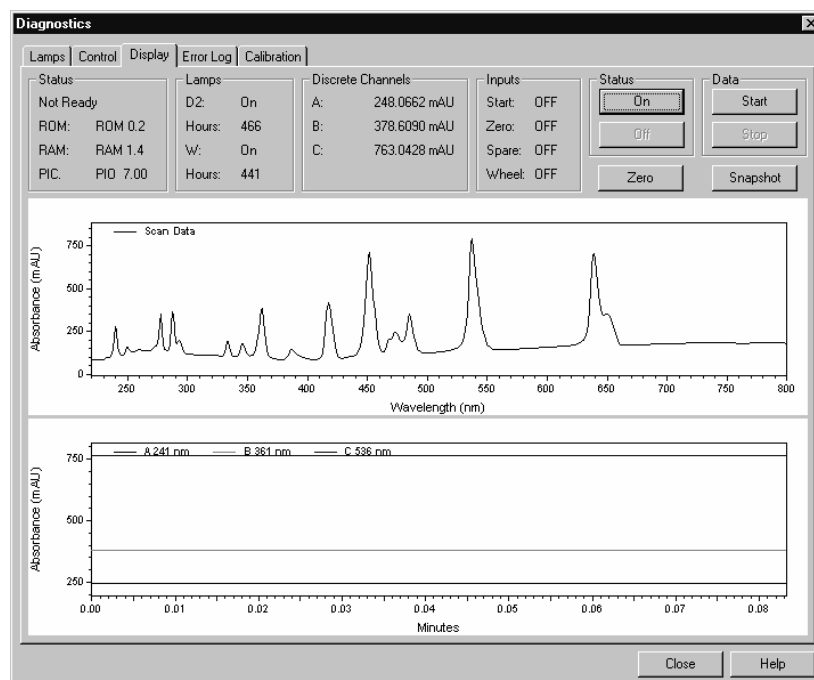 Diagnostics
Lamps Control Display Error Log Calibration
Status
Not Ready
ROM: ROM 0.2
RAM: RAM 1.4
PIC. PIO 7.00
Lamps
D2: On
Hours: 466
W: On
Hours: 441
Discrete Channels
A: 248.0662 mAU
B: 378.6090 mAU
C: 763.0428 mAU
Inputs
Start: OFF
Zero: OFF
Spare: OFF
Wheel: OFF
Status
On
Off
Zero
Data
Start
Stop
Snapshot
Scan Data
Absorbance (mAU)
750
500
250
0
250 300 350 400 450 500 550 600 650 700 750 800
Wavelength (nm)
A 241 nm B 361 nm C 536 nm
Absorbance (mAU)
750
500
250
0.00 0.01 0.02 0.03 0.04 0.05 0.06 0.07 0.08
Minutes
Close Help